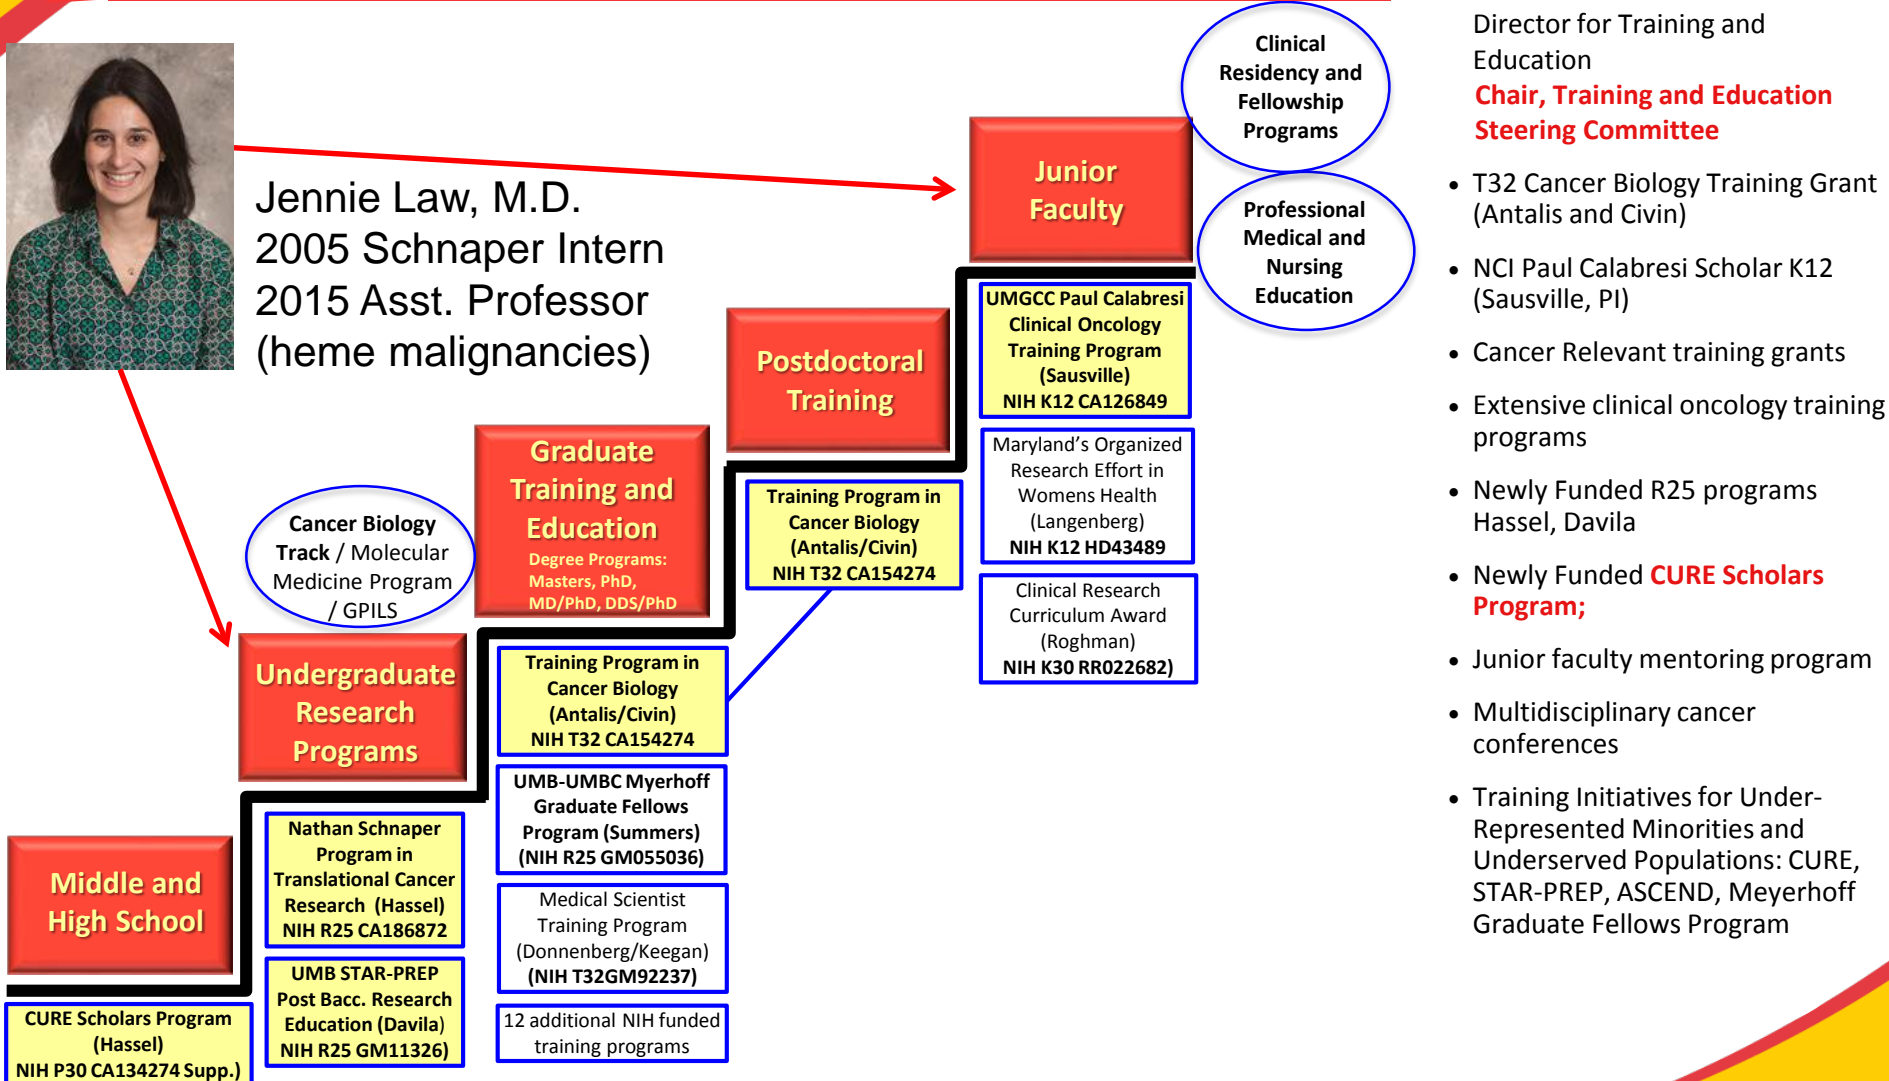 Jennie Law, M.D.
2005 Schnaper Intern
2015 Asst. Professor
(heme malignancies)
Clinical
Residency and
Fellowship
Programs
Professional
Medical and
Nursing
Education
Junior
Faculty
UMGCC Paul Calabresi
Clinical Oncology
Training Program
(Sausville)
NIH K12 CA126849
Maryland’s Organized
Research Effort in
Womens Health
(Langenberg)
NIH K12 HD43489
Clinical Research
Curriculum Award
(Roghman)
NIH K30 RR022682)
Postdoctoral
Training
Training Program in
Cancer Biology
(Antalis/Civin)
NIH T32 CA154274
Graduate
Training and
Education
Degree Programs:
Masters, PhD,
MD/PhD, DDS/PhD
Cancer Biology
Track / Molecular
Medicine Program
/ GPILS
Training Program in
Cancer Biology
(Antalis/Civin)
NIH T32 CA154274
UMB-UMBC Myerhoff
Graduate Fellows
Program (Summers)
(NIH R25 GM055036)
Medical Scientist
Training Program
(Donnenberg/Keegan)
(NIH T32GM92237)
12 additional NIH funded
training programs
Undergraduate
Research
Programs
Nathan Schnaper
Program in
Translational Cancer
Research (Hassel)
NIH R25 CA186872
UMB STAR-PREP
Post Bacc. Research
Education (Davila)
NIH R25 GM11326)
Middle and
High School
CURE Scholars Program
(Hassel)
NIH P30 CA134274 Supp.)
Director for Training and
Education
Chair, Training and Education
Steering Committee
• T32 Cancer Biology Training Grant
(Antalis and Civin)
• NCI Paul Calabresi Scholar K12
(Sausville, PI)
• Cancer Relevant training grants
• Extensive clinical oncology training
programs
• Newly Funded R25 programs
Hassel, Davila
• Newly Funded CURE Scholars
Program;
• Junior faculty mentoring program
• Multidisciplinary cancer
conferences
• Training Initiatives for Under-
Represented Minorities and
Underserved Populations: CURE,
STAR-PREP, ASCEND, Meyerhoff
Graduate Fellows Program